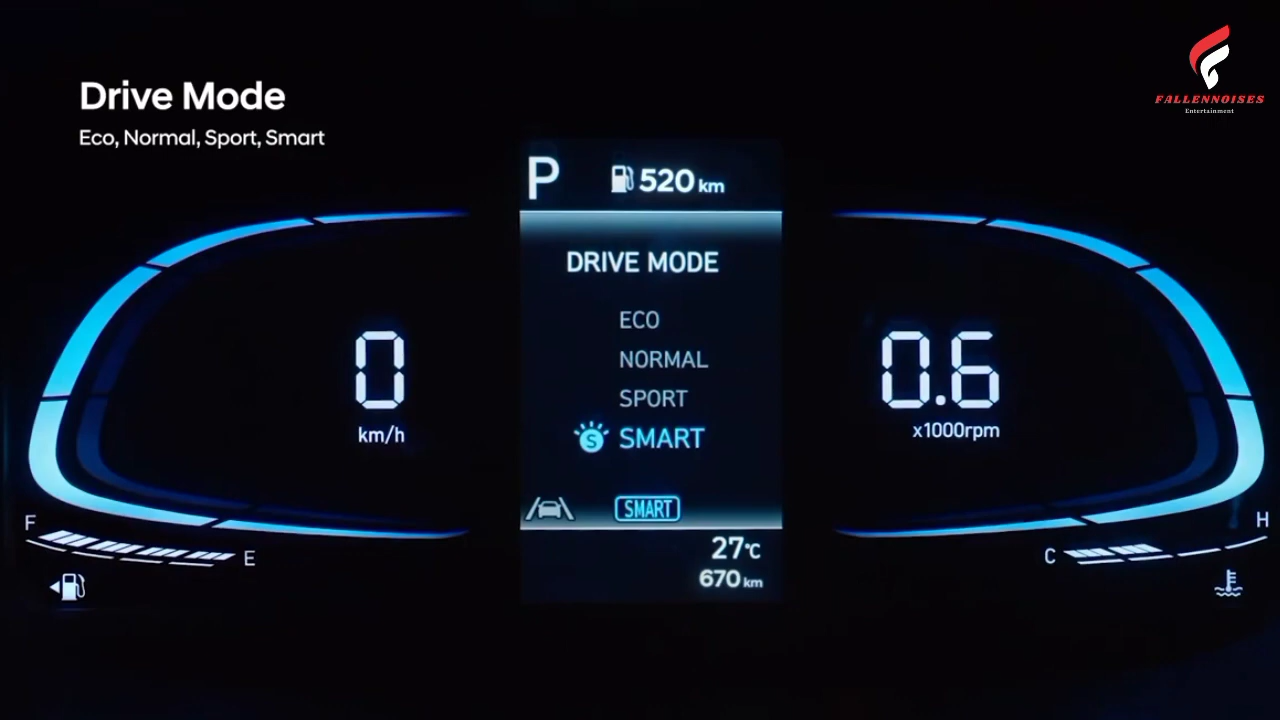 Drive Mode
Eco, Normal, Sport, Smart
FALLENNOISES
Entertainment
P
520 km
DRIVE MODE
ECO
NORMAL
SPORT
S SMART
0
km/h
0.6
x1000rpm
SMART
F
E
27°C
670 km
C
H